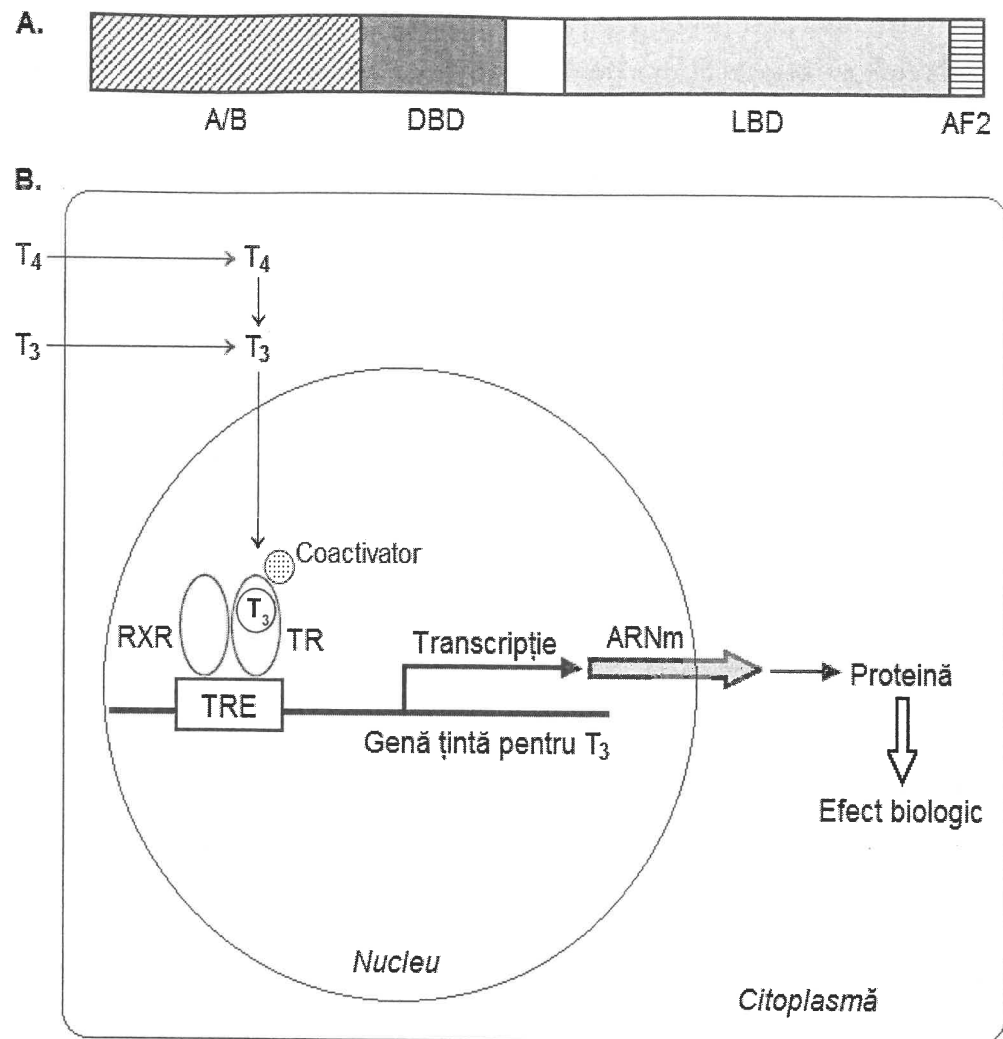 A.
A/B DBD LBD AF2
B.
T₄ T₄
T₃ T₃
Coactivator
T₃
RXR TR
Transcripție ARNm
Proteină
TRE
Genă țintă pentru T₃
Efect biologic
Nucleu
Citoplasmă